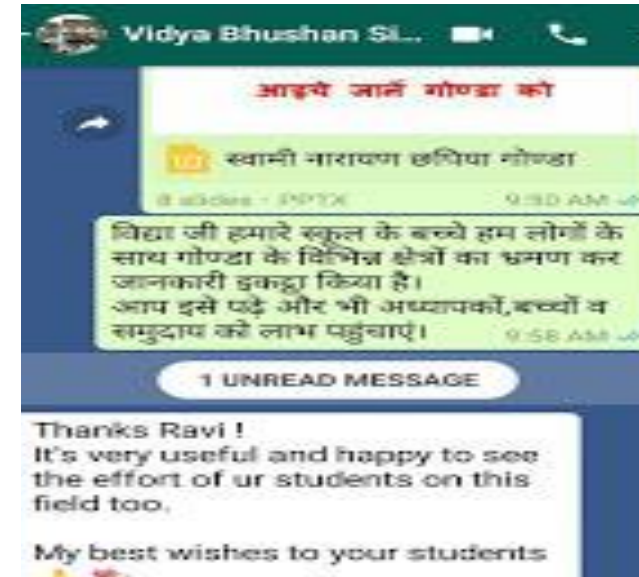 Vidya Bhushan Si...
आइये जानें गोण्डा को
स्वामी नारायण छपिया गोण्डा
8 slides - PPTX 9:50 AM
विद्या जी हमारे स्कूल के बच्चे हम लोगों के
साथ गोण्डा के विभिन्न क्षेत्रों का भ्रमण कर
जानकारी इकट्ठा किया है।
आप इसे पढ़े और भी अध्यापकों,बच्चों व
समुदाय को लाभ पहुंचाएं। 9:58 AM
1 UNREAD MESSAGE
Thanks Ravi !
It's very useful and happy to see
the effort of ur students on this
field too.
My best wishes to your students